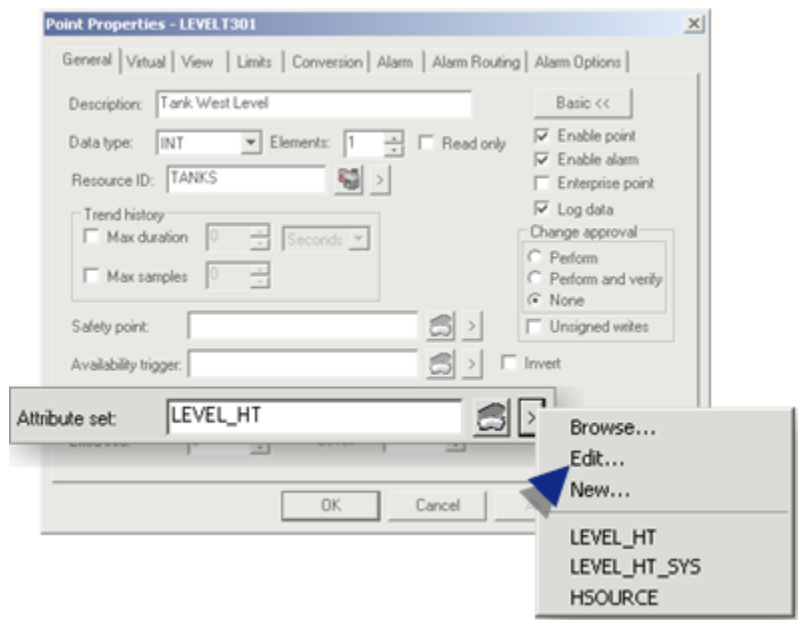 Point Properties - LEVELT301
General Virtual View Limits Conversion Alarm Alarm Routing Alarm Options
Description: Tank West Level Basic <<
Data type: INT Elements: 1 Read only Enable point
Enable alarm
Resource ID: TANKS > Enterprise point
Log data
Trend history Change approval
Max duration 0 Seconds Perform
Max samples 0 Perform and verify
None
Safety point: > Unsigned writes
Availability trigger: > Invert
Attribute set: LEVEL_HT >
Browse...
Edit...
New...
OK Cancel
LEVEL_HT
LEVEL_HT_SYS
HSOURCE